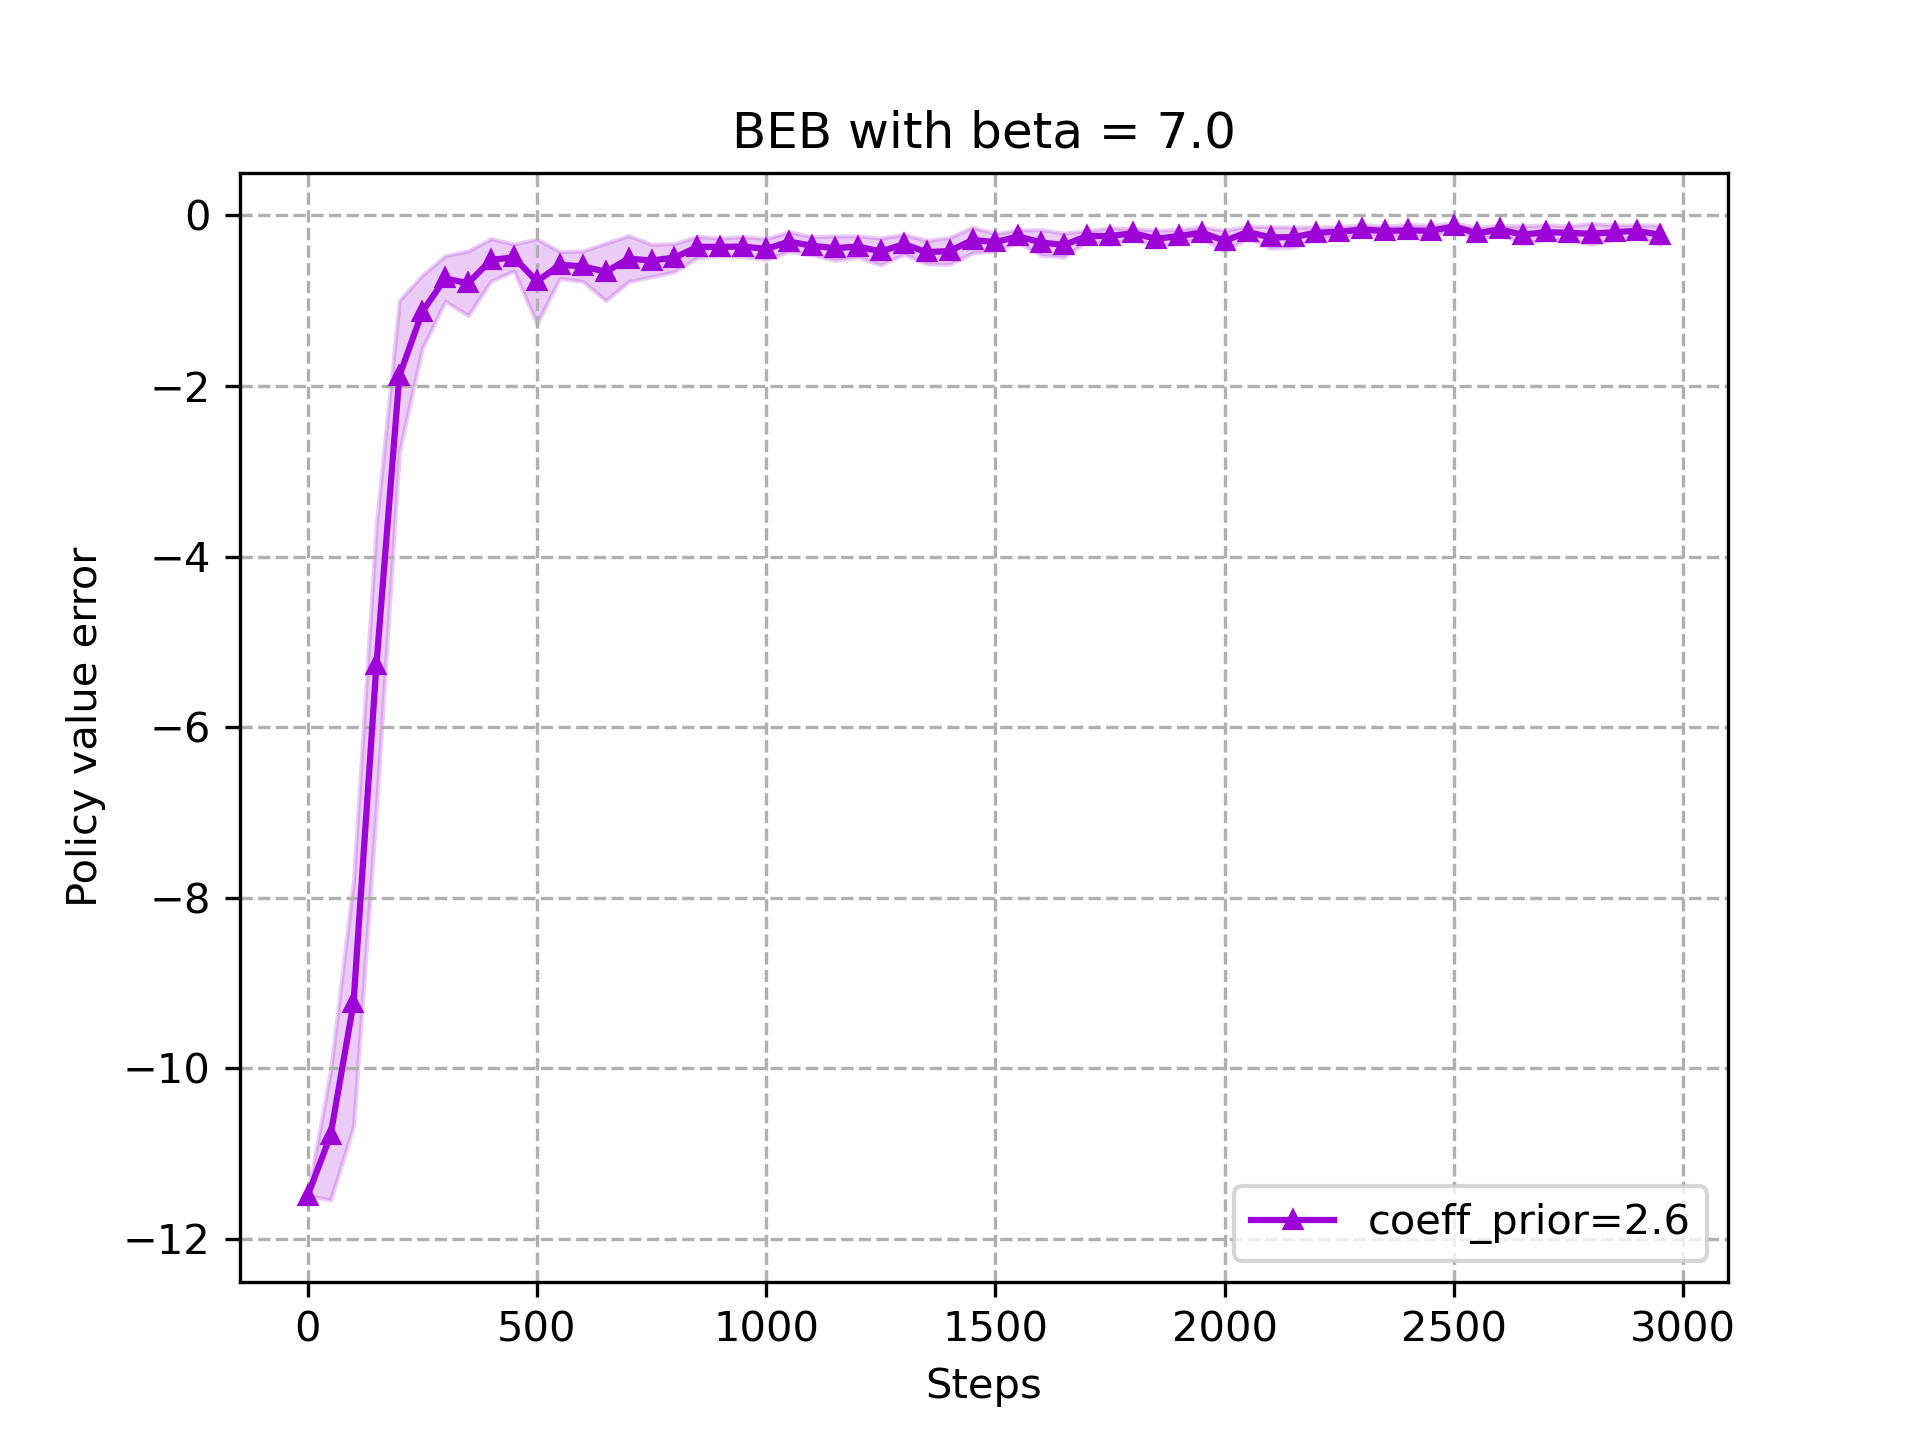 BEB with beta = 7.0
Policy value error
0
−2
−4
−6
−8
−10
−12
coeff_prior=2.6
0 500 1000 1500 2000 2500 3000
Steps